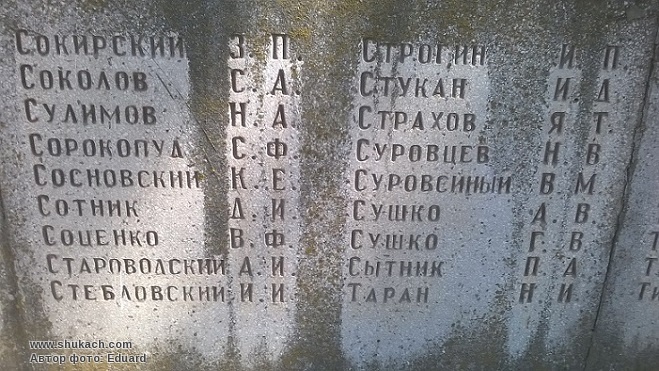 Сокирский З. П.
Соколов С. А.
Сулимов Н. А.
Сорокопуд С. Ф.
Сосновский К. Е.
Сотник Д. И.
Соценко В. Ф.
Староводский А. И.
Стебловский И. И.
Строгин И. П.
Стукан И. Д.
Страхов Я. Т.
Суровцев Н. В.
Суровсиный В. М.
Сушко А. В.
Сушко Г. В.
Сытник П. А.
Таран Н. И.
www.shukach.com
Автор фото: Eduard